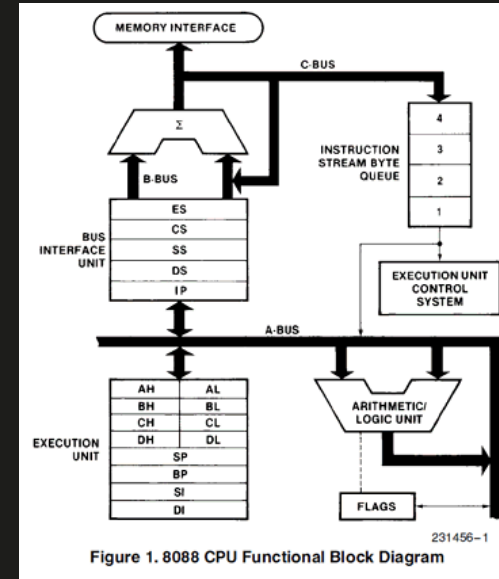 MEMORY INTERFACE
C-BUS
Σ
B-BUS
ES
CS
SS
DS
IP
BUS
INTERFACE
UNIT
INSTRUCTION
STREAM BYTE
QUEUE
4
3
2
1
EXECUTION UNIT
CONTROL
SYSTEM
A-BUS
EXECUTION
UNIT
AH AL
BH BL
CH CL
DH DL
SP
BP
SI
DI
ARITHMETIC/
LOGIC UNIT
FLAGS
231456–1
Figure 1. 8088 CPU Functional Block Diagram